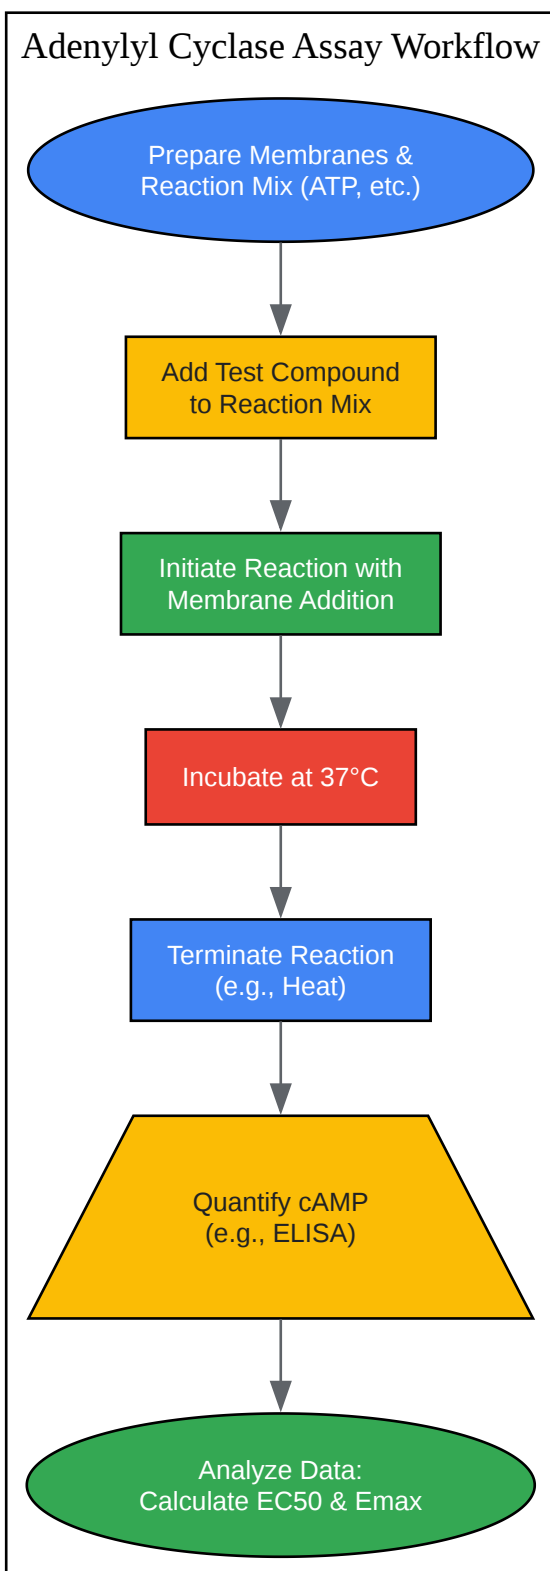 Adenylyl Cyclase Assay Workflow
Prepare Membranes &
Reaction Mix (ATP, etc.)
Add Test Compound
to Reaction Mix
Initiate Reaction with
Membrane Addition
Incubate at 37°C
Terminate Reaction
(e.g., Heat)
Quantify cAMP
(e.g., ELISA)
Analyze Data:
Calculate EC50 & Emax